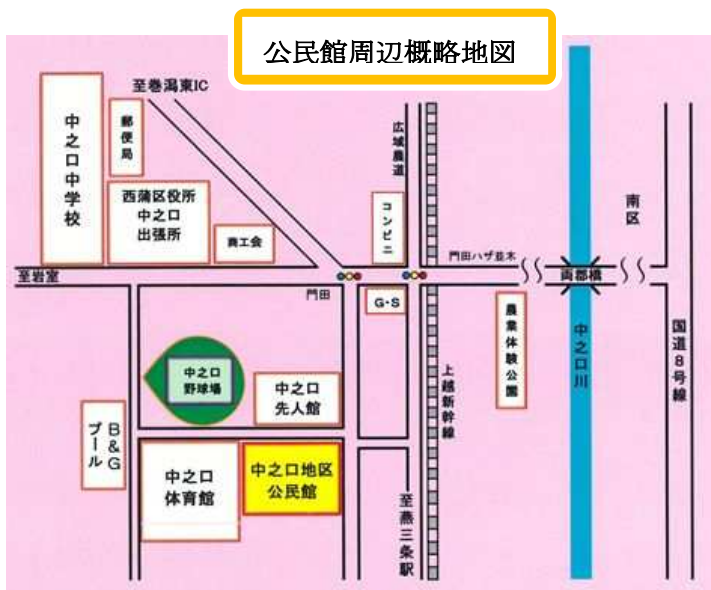 公民館周辺概略地図
至巻潟東IC
中之口中学校
郵便局
西蒲区役所
中之口
出張所
商工会
広域農道
コンビニ
南区
門田ハザ並木
至岩室
両郡橋
門田
G·S
農業体験公園
中之口川
国道8号線
上越新幹線
中之口
野球場
中之口
先人館
B&G
プール
中之口
体育館
中之口地区
公民館
至燕三条駅